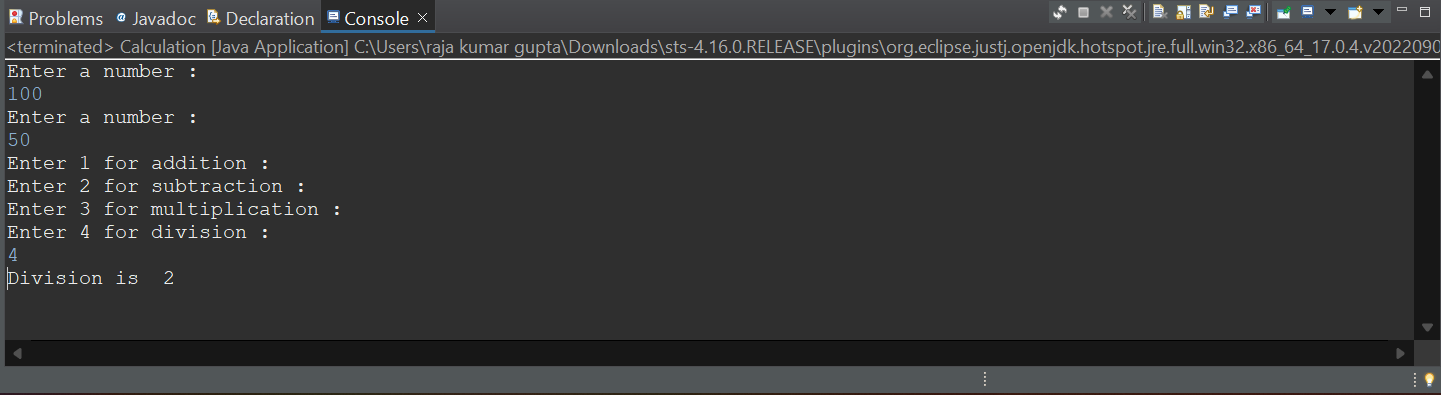 Problems @ Javadoc Declaration Console
<terminated> Calculation [Java Application] C:\Users\raja kumar gupta\Downloads\sts-4.16.0.RELEASE\plugins\org.eclipse.justj.openjdk.hotspot.jre.full.win32.x86_64_17.0.4.v2022090
Enter a number :
100
Enter a number :
50
Enter 1 for addition :
Enter 2 for subtraction :
Enter 3 for multiplication :
Enter 4 for division :
4
Division is  2